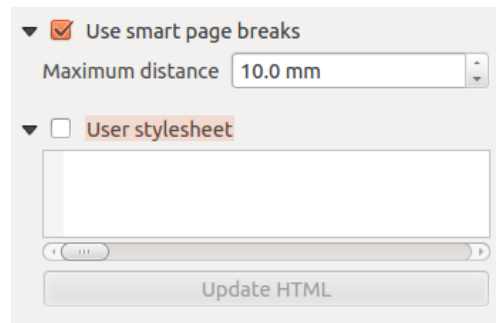 Use smart page breaks
Maximum distance 10.0 mm
User stylesheet
Update HTML